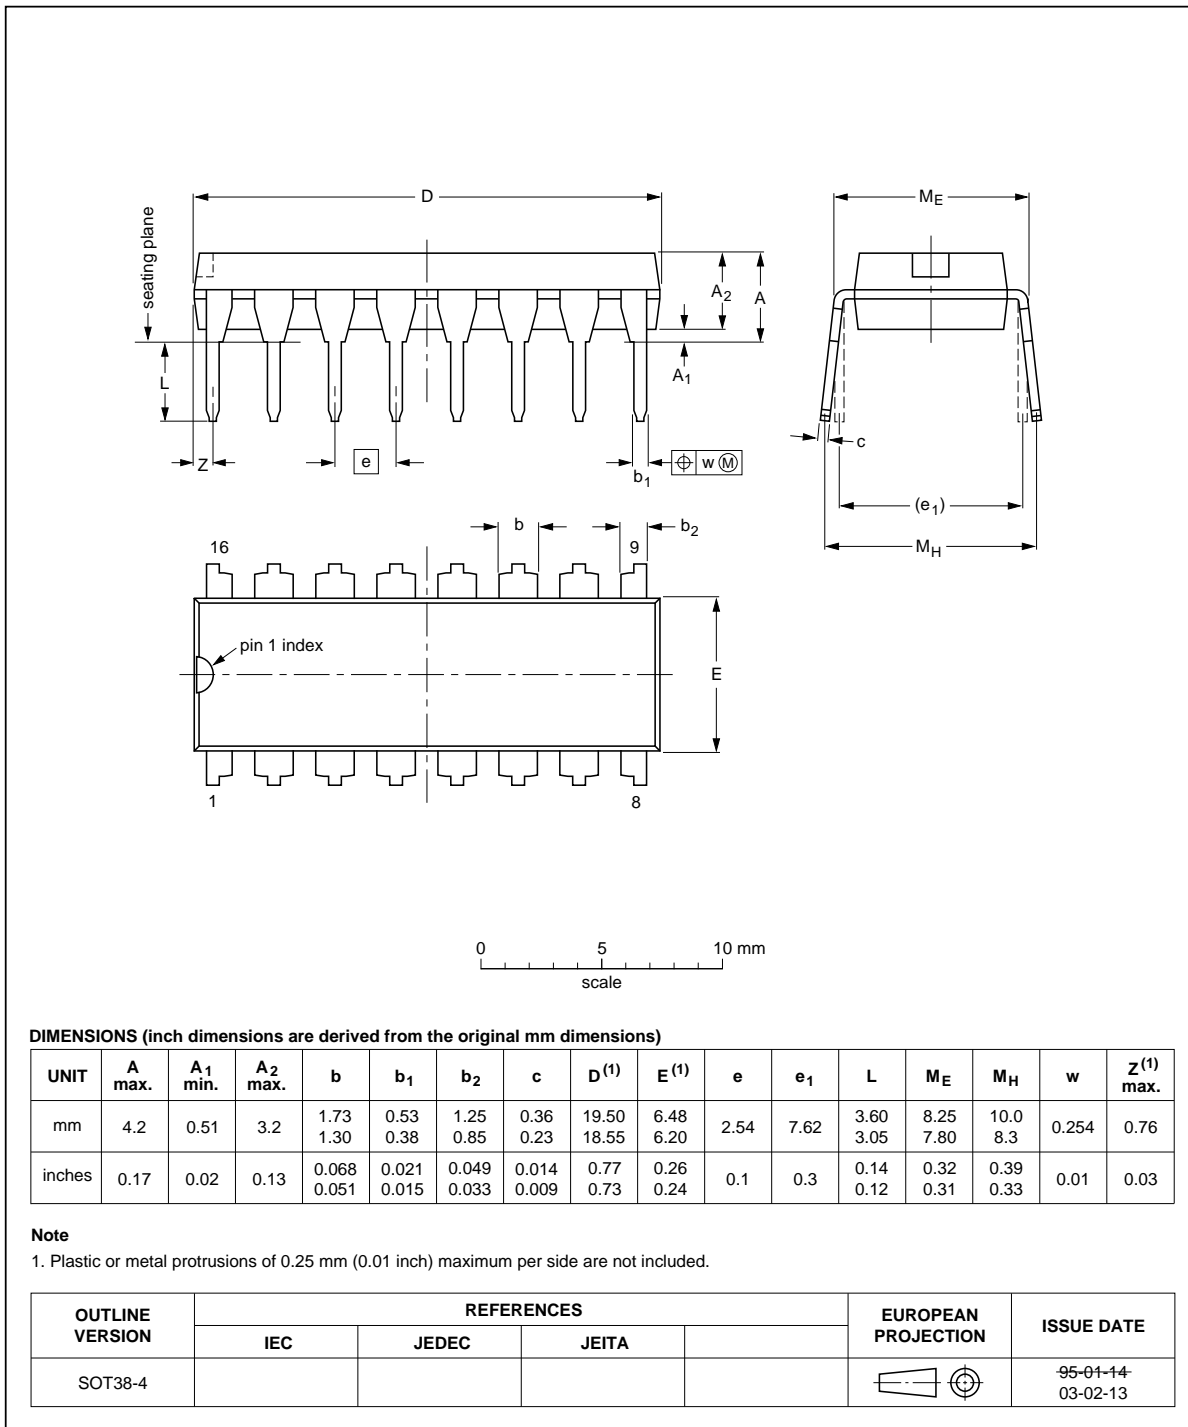 D
M_E
seating plane
A_2
A
L
A_1
c
Z
e
b_1
w M
(e_1)
b
b_2
M_H
16
9
pin 1 index
E
1
8
0 5 10 mm
scale
DIMENSIONS (inch dimensions are derived from the original mm dimensions)
UNIT A max. A1 min. A2 max. b b1 b2 c D(1) E(1) e e1 L ME MH w Z(1) max.
mm 4.2 0.51 3.2 1.73 1.30 0.53 0.38 1.25 0.85 0.36 0.23 19.50 18.55 6.48 6.20 2.54 7.62 3.60 3.05 8.25 7.80 10.0 8.3 0.254 0.76
inches 0.17 0.02 0.13 0.068 0.051 0.021 0.015 0.049 0.033 0.014 0.009 0.77 0.73 0.26 0.24 0.1 0.3 0.14 0.12 0.32 0.31 0.39 0.33 0.01 0.03
Note
1. Plastic or metal protrusions of 0.25 mm (0.01 inch) maximum per side are not included.
OUTLINE VERSION REFERENCES EUROPEAN PROJECTION ISSUE DATE
IEC JEDEC JEITA
SOT38-4 95-01-14
03-02-13